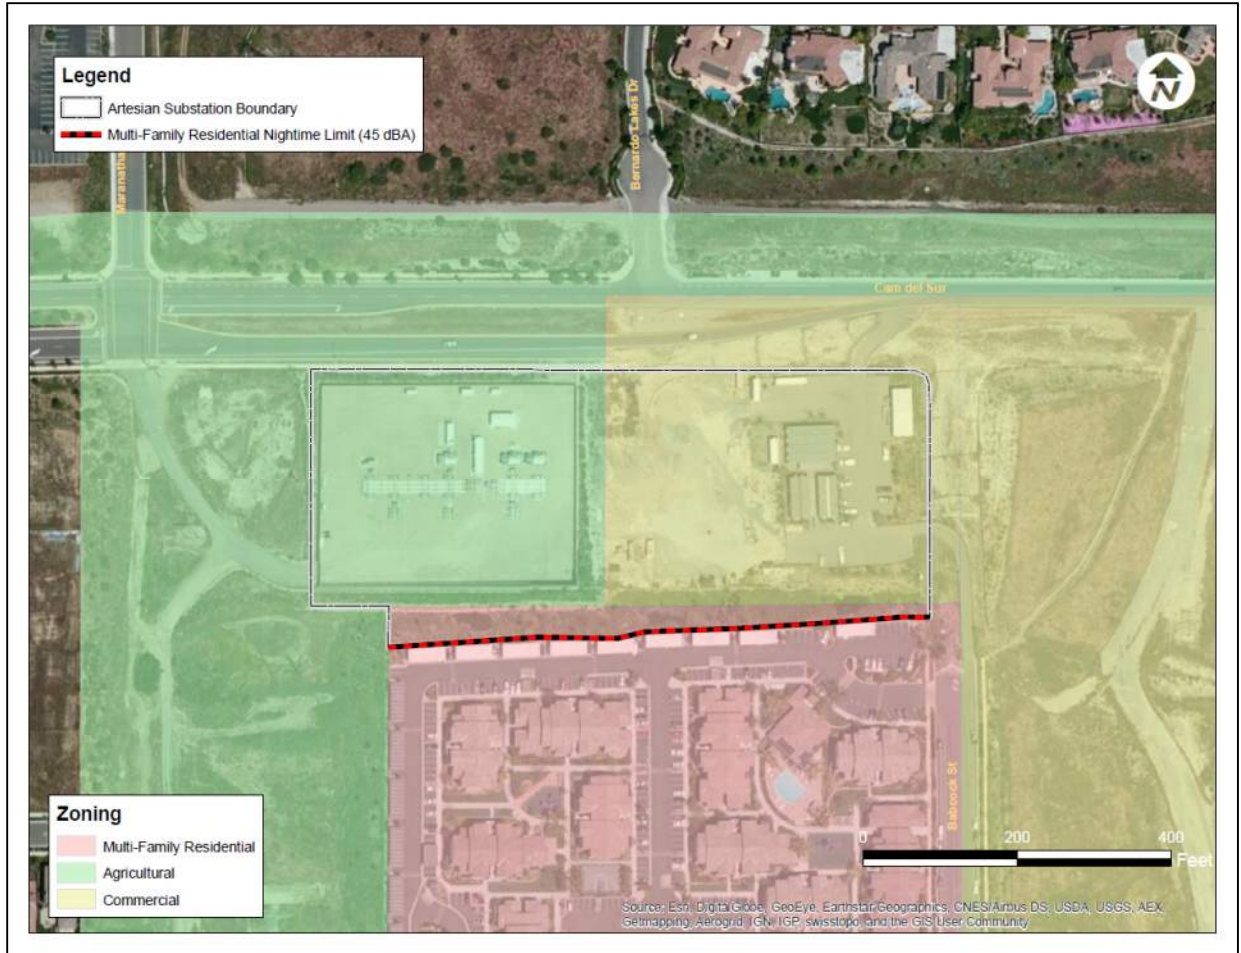 Legend
Artesian Substation Boundary
Multi-Family Residential Nightime Limit (45 dBA)
N
Maranatha
Bernardo Lakes Dr
Cam del Sur
Babcock St
Zoning
Multi-Family Residential
Agricultural
Commercial
0 200 400
Feet
Source: Esri, DigitalGlobe, GeoEye, Earthstar Geographics, CNES/Airbus DS, USDA, USGS, AEX,
Getmapping, Aerogrid, IGN, IGP, swisstopo, and the GIS User Community